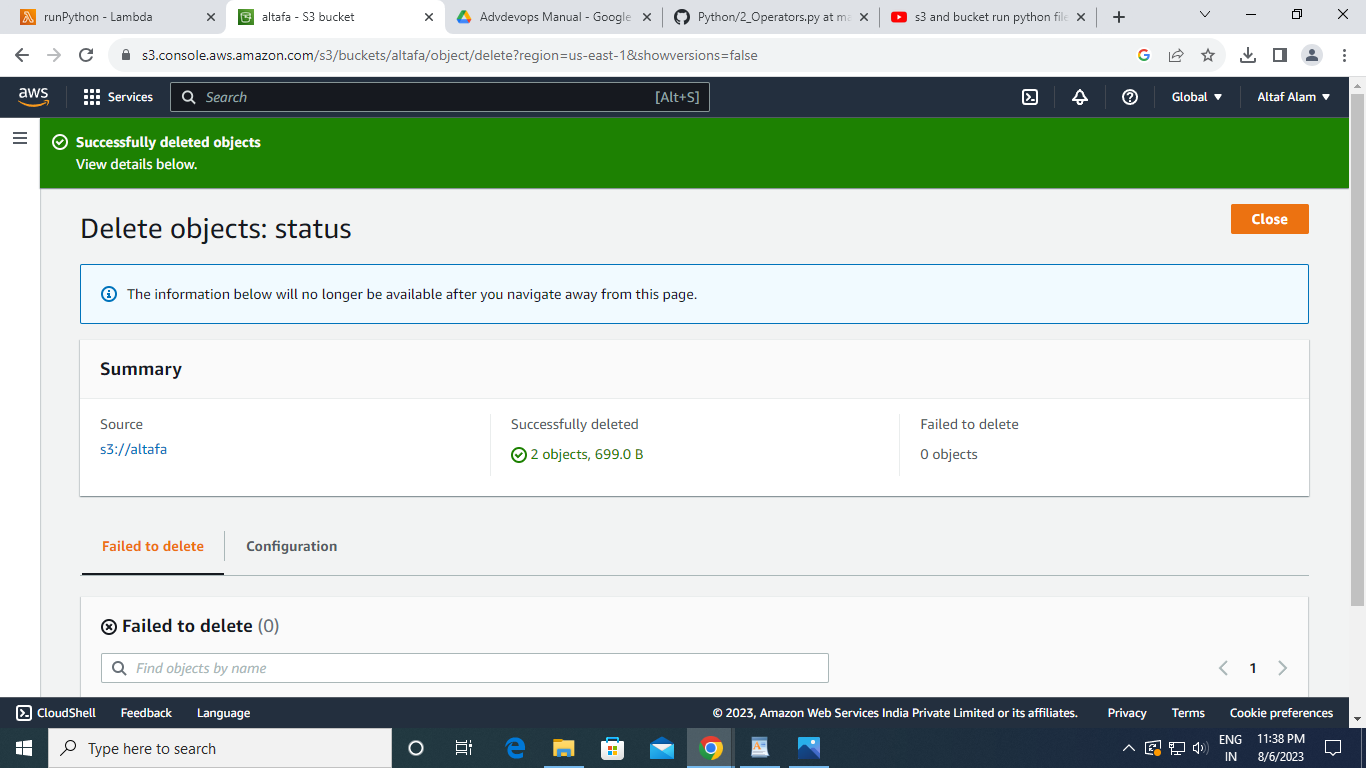 runPython - Lambda
altafa - S3 bucket
Advdevops Manual - Google
Python/2_Operators.py at ma
s3 and bucket run python file
s3.console.aws.amazon.com/s3/buckets/altafa/object/delete?region=us-east-1&showversions=false
aws
Services
Search
[Alt+S]
Global
Altaf Alam
Successfully deleted objects
View details below.
Delete objects: status
Close
The information below will no longer be available after you navigate away from this page.
Summary
Source
s3://altafa
Successfully deleted
2 objects, 699.0 B
Failed to delete
0 objects
Failed to delete
Configuration
Failed to delete (0)
Find objects by name
1
CloudShell
Feedback
Language
© 2023, Amazon Web Services India Private Limited or its affiliates.
Privacy
Terms
Cookie preferences
Type here to search
ENG
IN
11:38 PM
8/6/2023